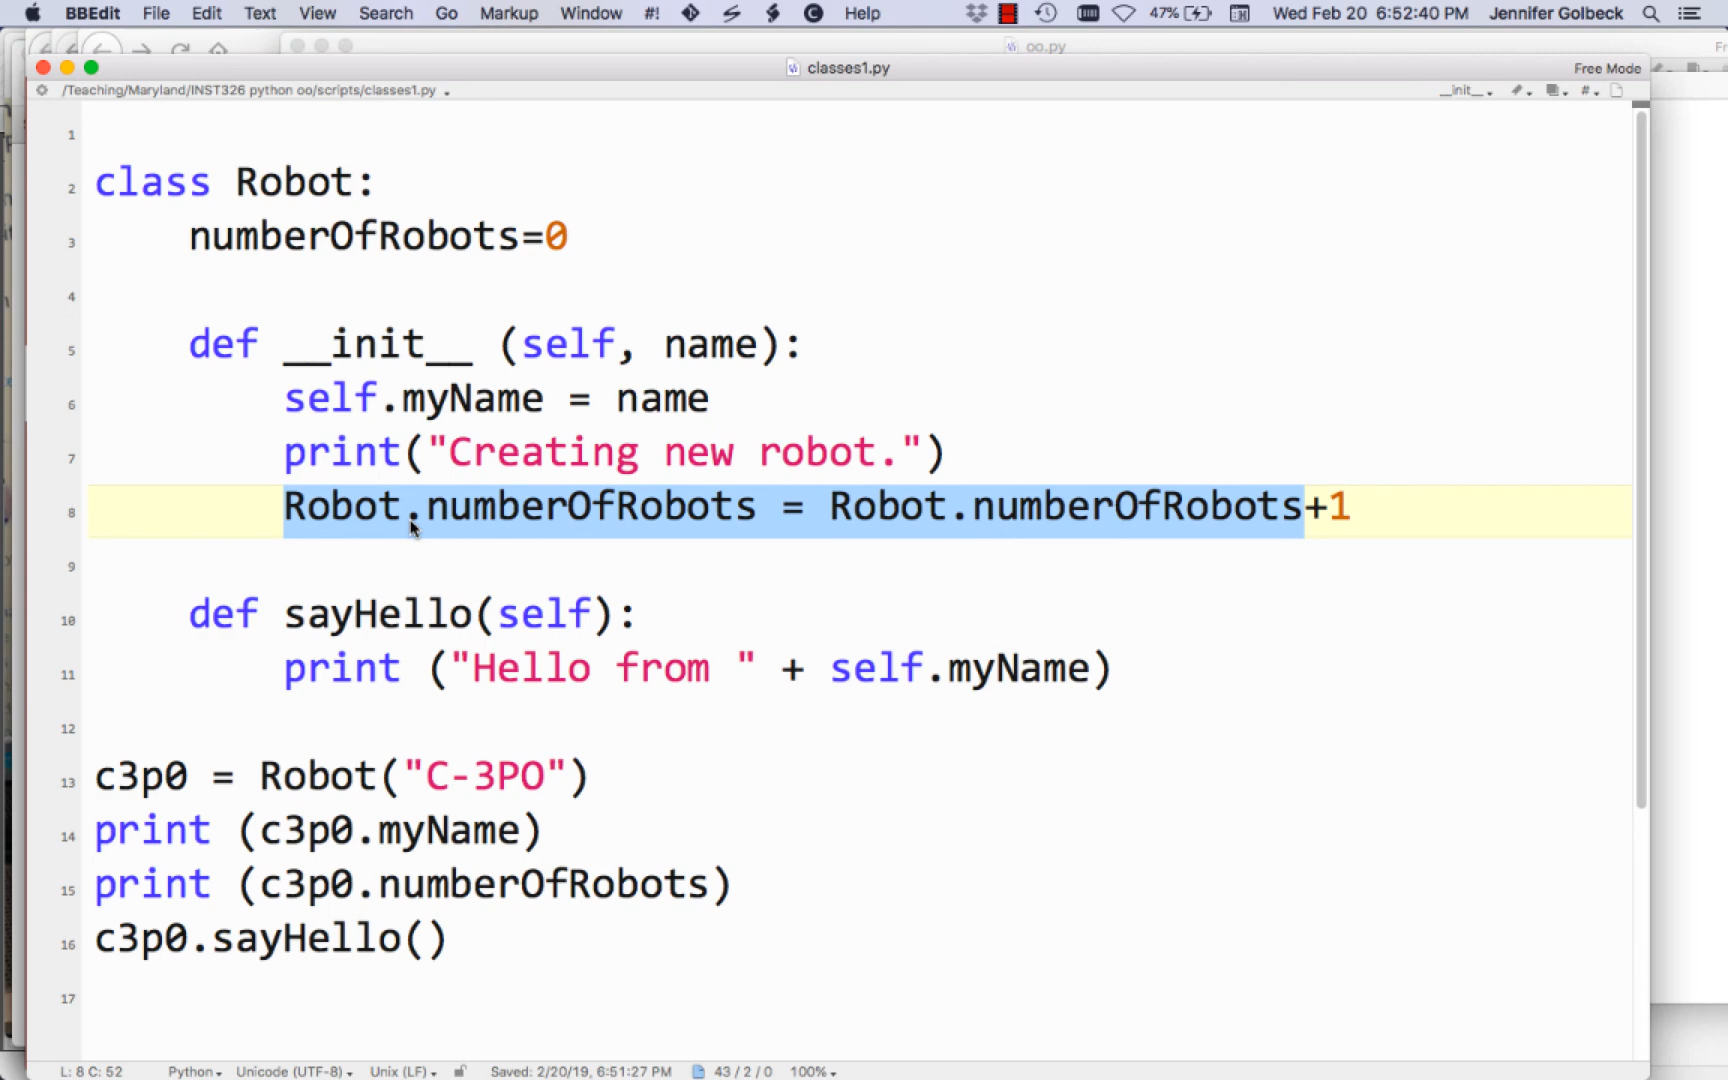 BBEdit File Edit Text View Search Go Markup Window #! Help 47% Wed Feb 20 6:52:40 PM Jennifer Golbeck
oo.py
classes1.py Free Mode
/Teaching/Maryland/INST326 python oo/scripts/classes1.py __init__ #
1
2 class Robot:
3 numberOfRobots=0
4
5 def __init__ (self, name):
6 self.myName = name
7 print("Creating new robot.")
8 Robot.numberOfRobots = Robot.numberOfRobots+1
9
10 def sayHello(self):
11 print ("Hello from " + self.myName)
12
13 c3p0 = Robot("C-3PO")
14 print (c3p0.myName)
15 print (c3p0.numberOfRobots)
16 c3p0.sayHello()
17
L: 8 C: 52 Python Unicode (UTF-8) Unix (LF) Saved: 2/20/19, 6:51:27 PM 43 / 2 / 0 100%